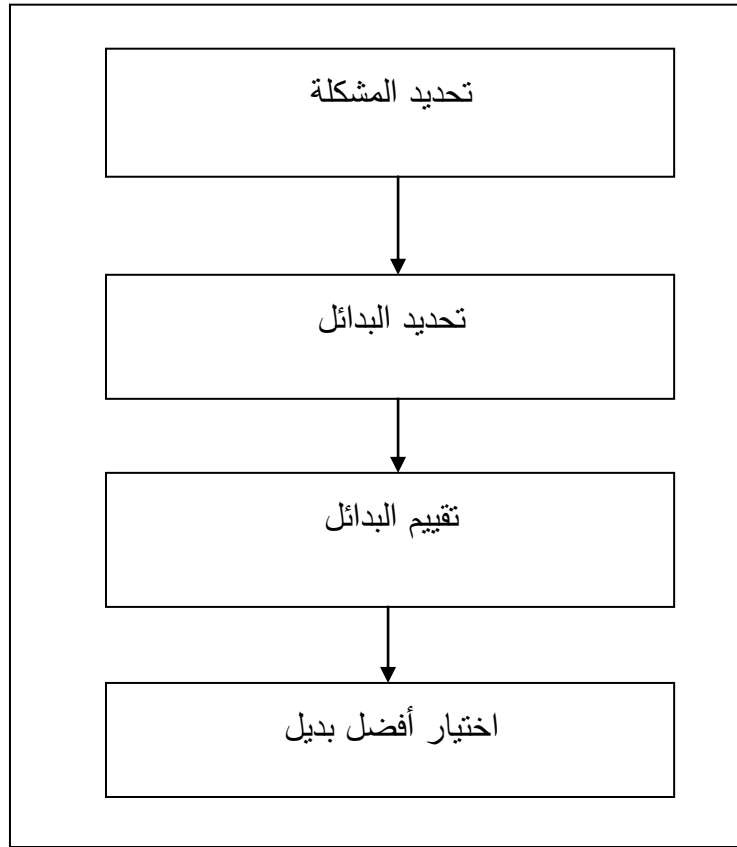 تحديد المشكلة
تحديد البدائل
تقييم البدائل
اختيار أفضل بديل